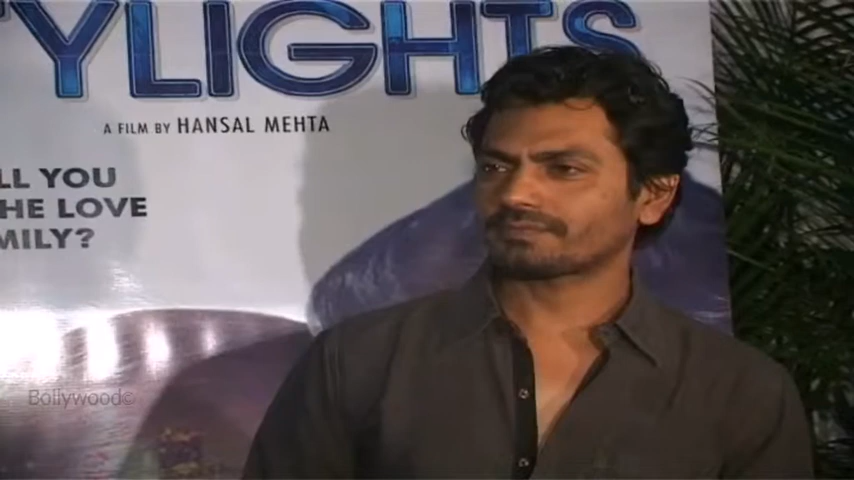 YLIGHTS
A FILM BY HANSAL MEHTA
LL YOU
HE LOVE
MILY?
Bollywood©